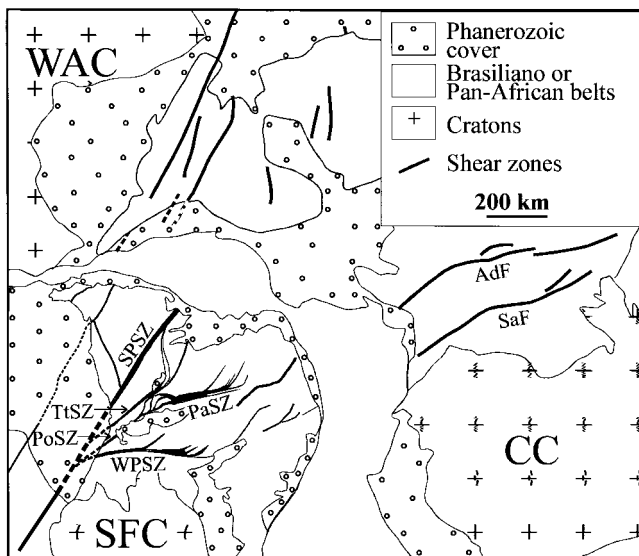 WAC
Phanerozoic
cover
Brasiliano or
Pan-African belts
Cratons
Shear zones
200 km
AdF
SaF
SPSZ
TtSZ
PaSZ
PoSZ
WPSZ
SFC
CC